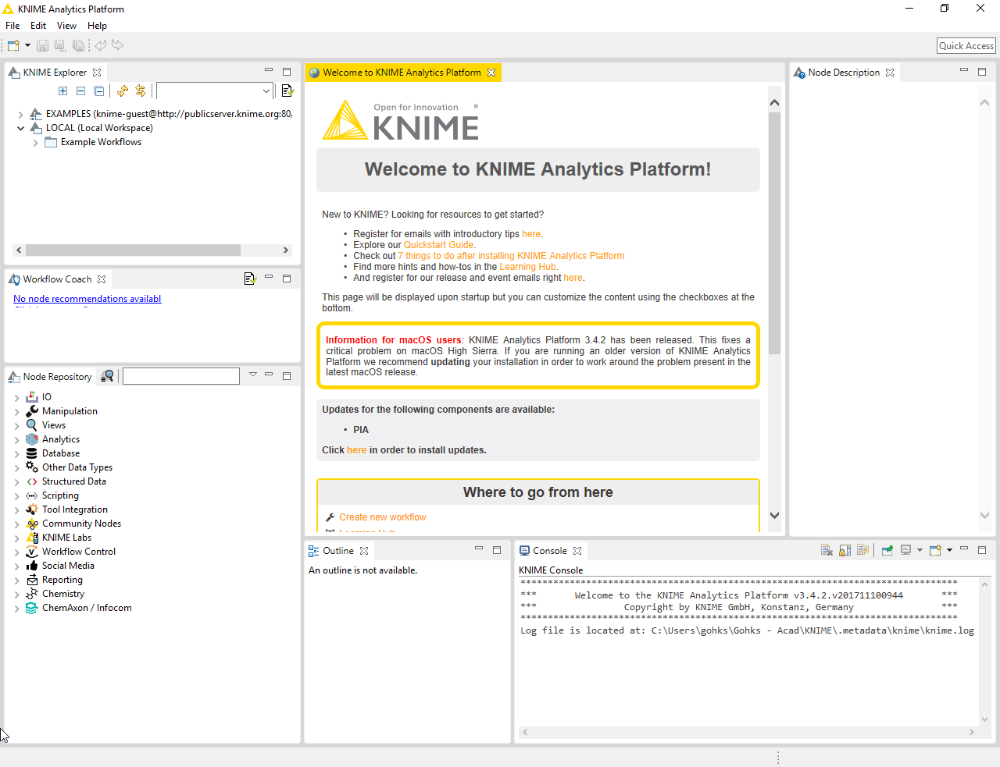 KNIME Analytics Platform
File Edit View Help
Quick Access
KNIME Explorer
EXAMPLES (knime-guest@http://publicserver.knime.org:80/
LOCAL (Local Workspace)
Example Workflows
Workflow Coach
No node recommendations availabl
Node Repository
IO
Manipulation
Views
Analytics
Database
Other Data Types
Structured Data
Scripting
Tool Integration
Community Nodes
KNIME Labs
Workflow Control
Social Media
Reporting
Chemistry
ChemAxon / Infocom
Welcome to KNIME Analytics Platform
Open for Innovation ®
KNIME
Welcome to KNIME Analytics Platform!
New to KNIME? Looking for resources to get started?
• Register for emails with introductory tips here.
• Explore our Quickstart Guide.
• Check out 7 things to do after installing KNIME Analytics Platform
• Find more hints and how-tos in the Learning Hub.
• And register for our release and event emails right here.
This page will be displayed upon startup but you can customize the content using the checkboxes at the
bottom.
Information for macOS users: KNIME Analytics Platform 3.4.2 has been released. This fixes a
critical problem on macOS High Sierra. If you are running an older version of KNIME Analytics
Platform we recommend updating your installation in order to work around the problem present in the
latest macOS release.
Updates for the following components are available:
• PIA
Click here in order to install updates.
Where to go from here
Create new workflow
Learning Hub
Node Description
Outline
An outline is not available.
Console
KNIME Console
********************************************************************************
*** Welcome to the KNIME Analytics Platform v3.4.2.v201711100944 ***
*** Copyright by KNIME GmbH, Konstanz, Germany ***
********************************************************************************
Log file is located at: C:\Users\gohks\Gohks - Acad\KNIME\.metadata\knime\knime.log